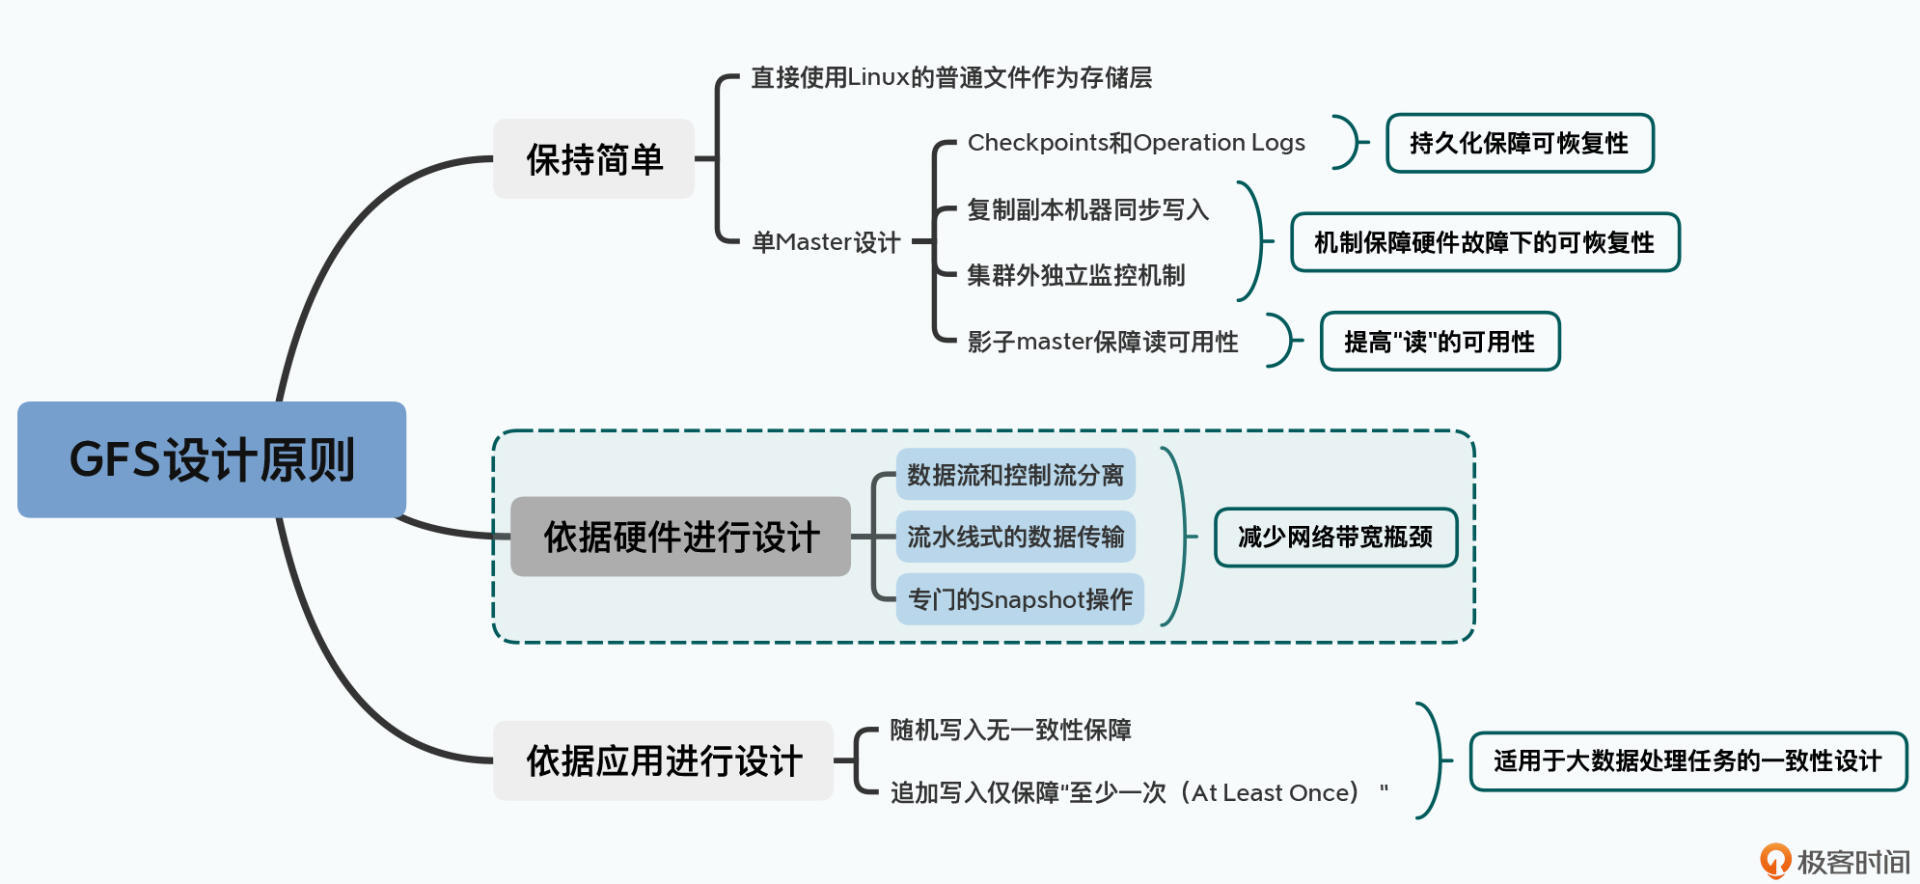 GFS设计原则
保持简单
直接使用Linux的普通文件作为存储层
单Master设计
Checkpoints和Operation Logs
持久化保障可恢复性
复制副本机器同步写入
集群外独立监控机制
机制保障硬件故障下的可恢复性
影子master保障读可用性
提高"读"的可用性
依据硬件进行设计
数据流和控制流分离
流水线式的数据传输
专门的Snapshot操作
减少网络带宽瓶颈
依据应用进行设计
随机写入无一致性保障
追加写入仅保障"至少一次（At Least Once） "
适用于大数据处理任务的一致性设计
极客时间